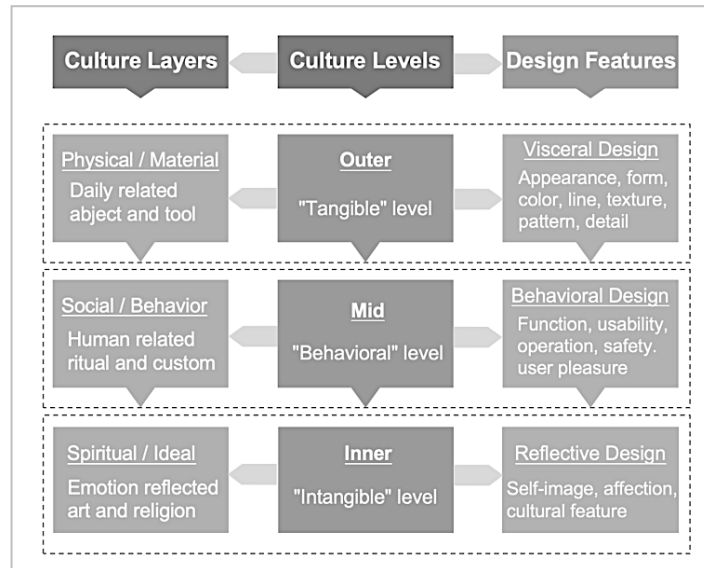 Culture Layers
Culture Levels
Design Features
Physical / Material
Daily related
abject and tool
Outer
"Tangible" level
Visceral Design
Appearance, form,
color, line, texture,
pattern, detail
Social / Behavior
Human related
ritual and custom
Mid
"Behavioral" level
Behavioral Design
Function, usability,
operation, safety.
user pleasure
Spiritual / Ideal
Emotion reflected
art and religion
Inner
"Intangible" level
Reflective Design
Self-image, affection,
cultural feature